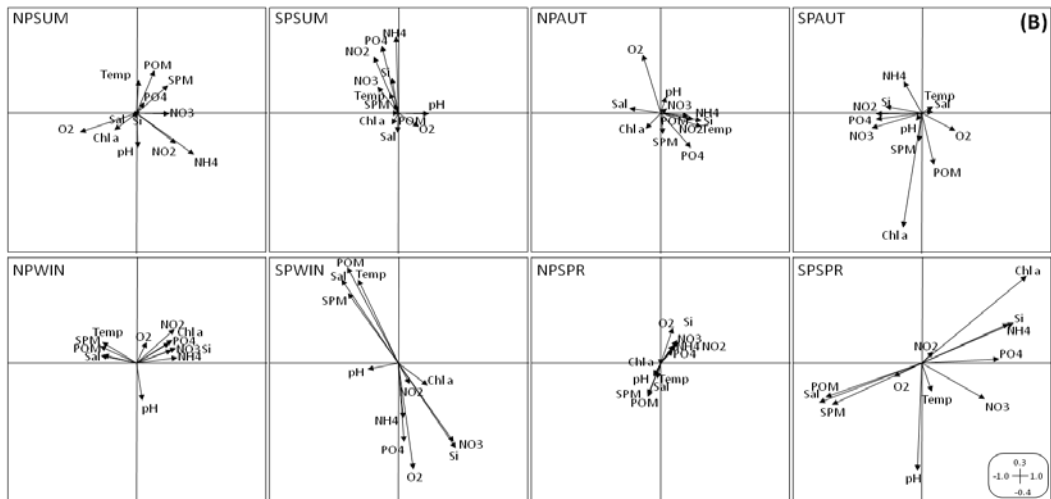 NPSUM
POM
Temp
SPM
PO4
NO3
Sal Si
O2
Chl a
pH
NO2
NH4
SPSUM
NH4
PO4
NO2
Si
NO3
Temp
SPM
pH
Chl a
POM
O2
Sal
NPAUT
O2
pH
Sal
NO3
NH4
POM
Si
Chl a
NO2 Temp
SPM
PO4
SPAUT
(B)
NH4
Temp
NO2
Si
Sal
PO4
pH
NO3
O2
SPM
POM
Chl a
NPWIN
NO2
Temp
Chl a
SPM
O2
PO4
POM
NO3 Si
Sal
NH4
pH
SPWIN
POM
Sal
Temp
SPM
pH
Chl a
NO2
NH4
PO4
NO3
Si
O2
NPSPR
O2
Si
NO3
NH4 NO2
PO4
Chl a
pH
Temp
Sal
SPM
POM
SPSPR
Chl a
Si
NH4
NO2
PO4
O2
POM
Sal
SPM
Temp
NO3
pH
0.3
-1.0 1.0
-0.4